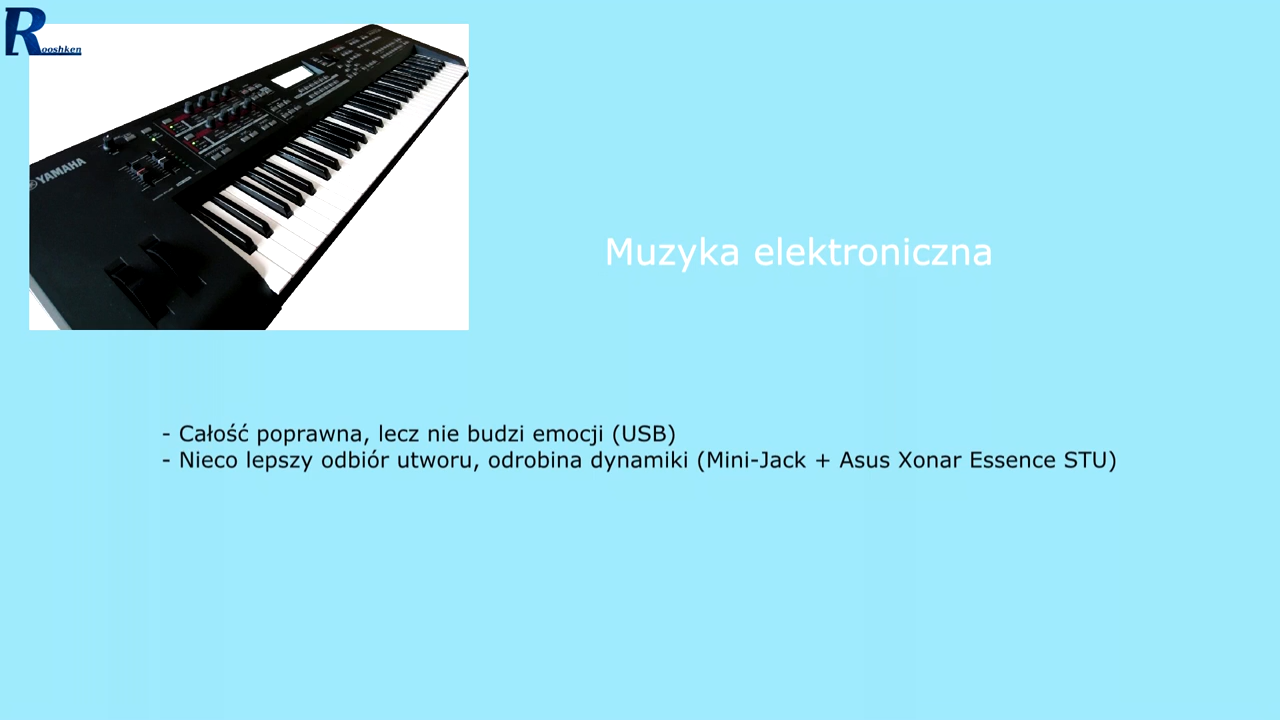 Rooshken
YAMAHA
Muzyka elektroniczna
- Całość poprawna, lecz nie budzi emocji (USB)
- Nieco lepszy odbiór utworu, odrobina dynamiki (Mini-Jack + Asus Xonar Essence STU)